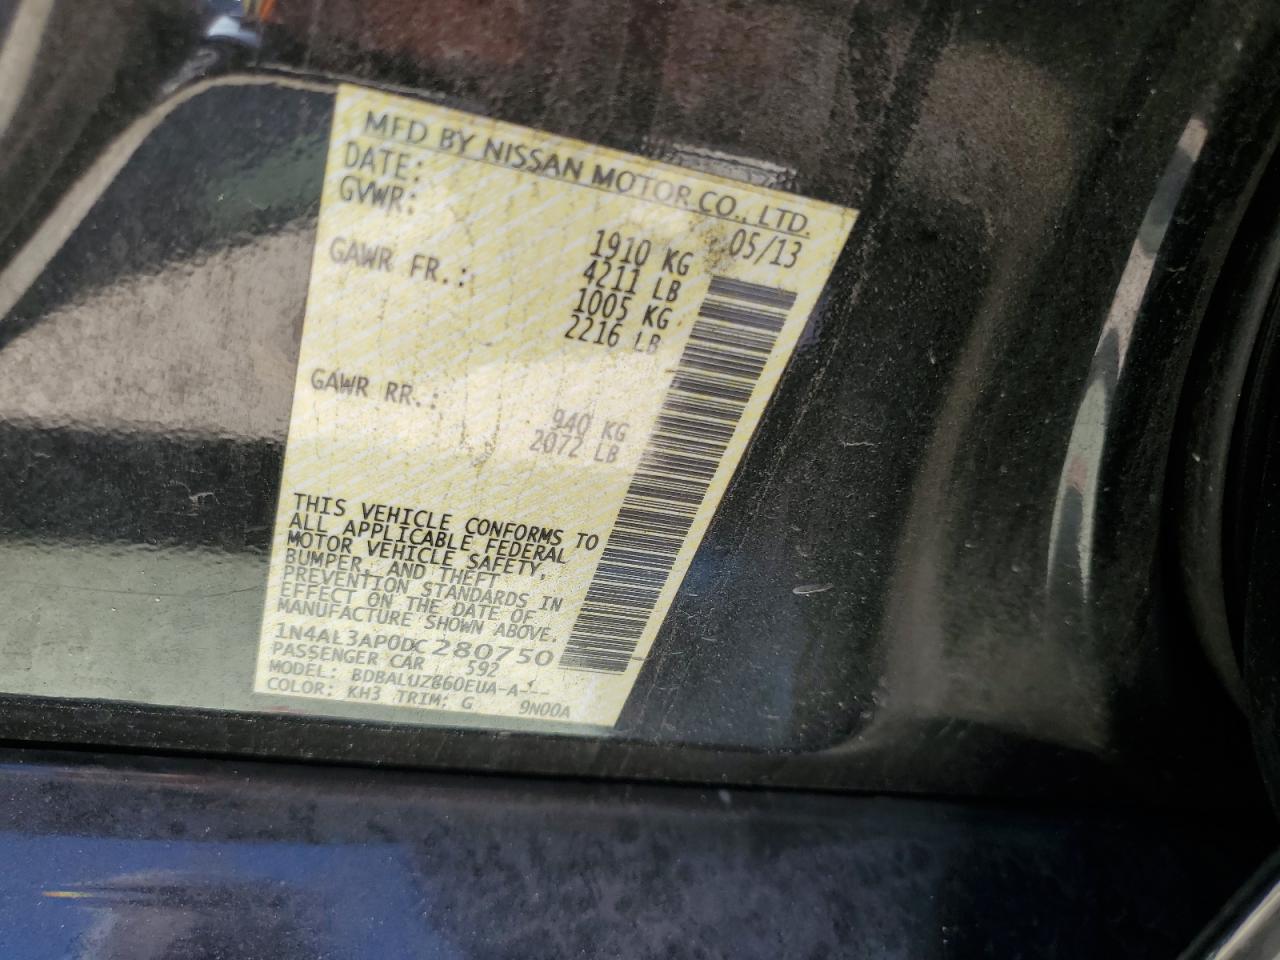 MFD BY NISSAN MOTOR CO., LTD.
DATE: 05/13
GVWR: 1910 KG
4211 LB
GAWR FR.: 1005 KG
2216 LB
GAWR RR.: 940 KG
2072 LB
THIS VEHICLE CONFORMS TO
ALL APPLICABLE FEDERAL
MOTOR VEHICLE SAFETY,
BUMPER, AND THEFT
PREVENTION STANDARDS IN
EFFECT ON THE DATE OF
MANUFACTURE SHOWN ABOVE.
1N4AL3AP0DC280750
PASSENGER CAR 592
MODEL: BDBALUZ860EUA-A---
COLOR: KH3 TRIM: G 9N00A